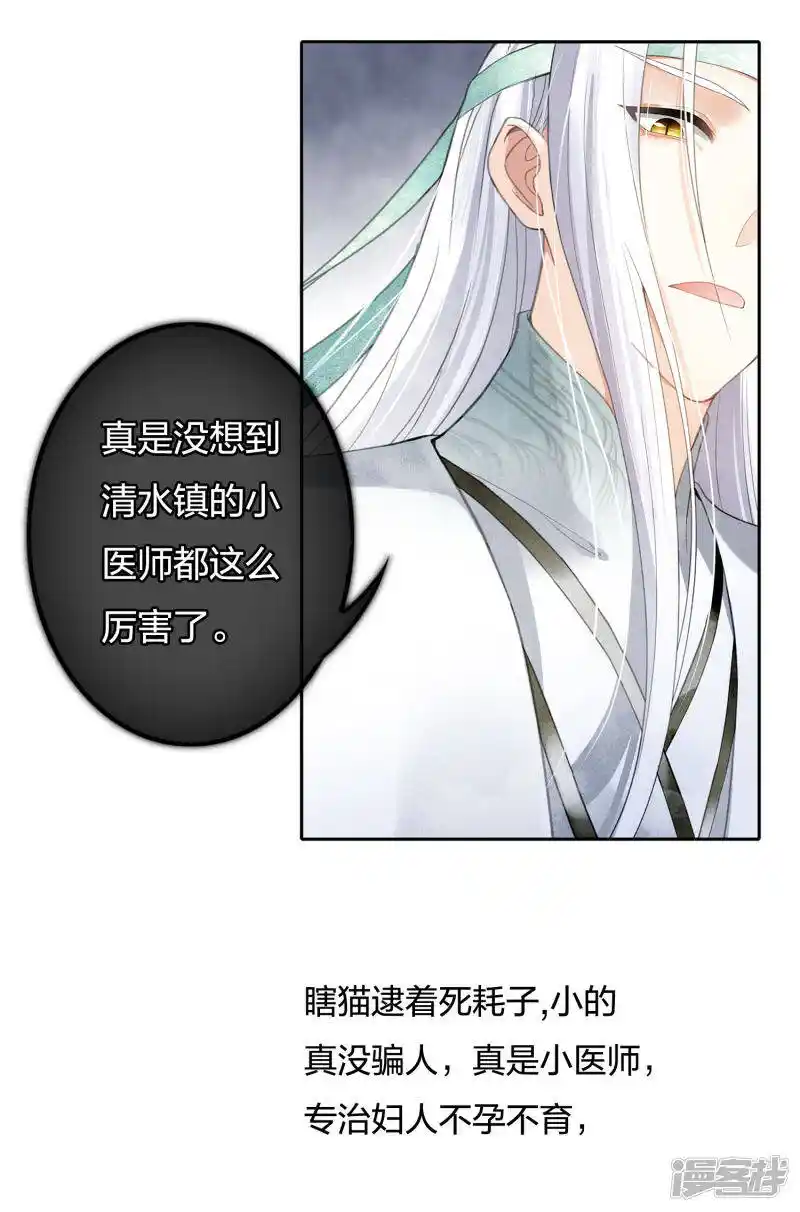 真是没想到
清水镇的小
医师都这么
厉害了。
瞎猫逮着死耗子,小的
真没骗人，真是小医师，
专治妇人不孕不育，
漫客栈